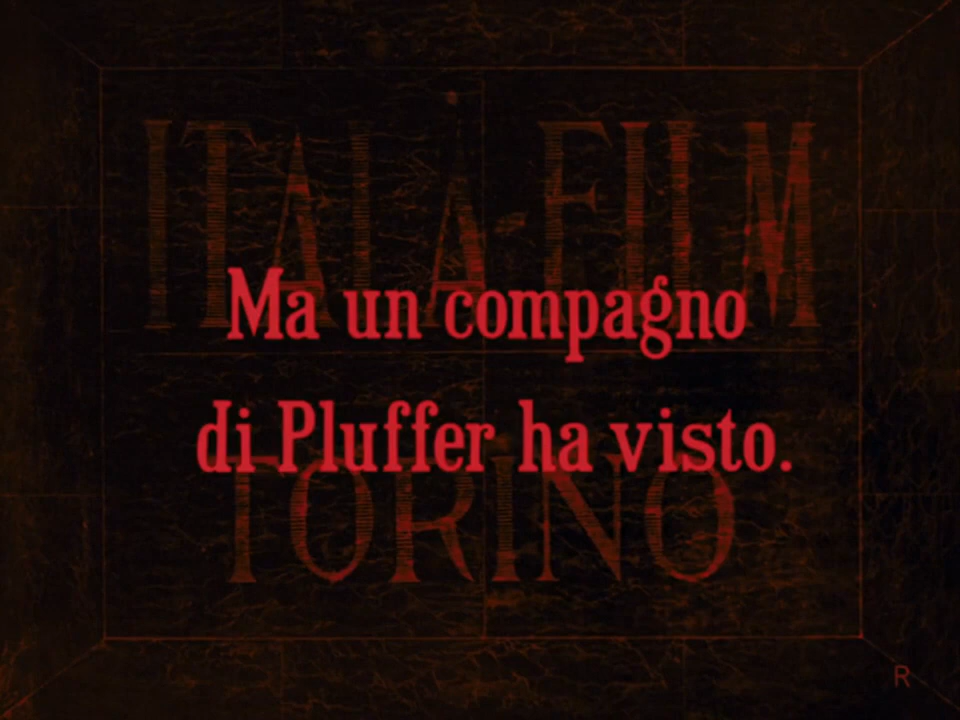 ITALA-FILM
Ma un compagno
di Pluffer ha visto.
TORINO
R